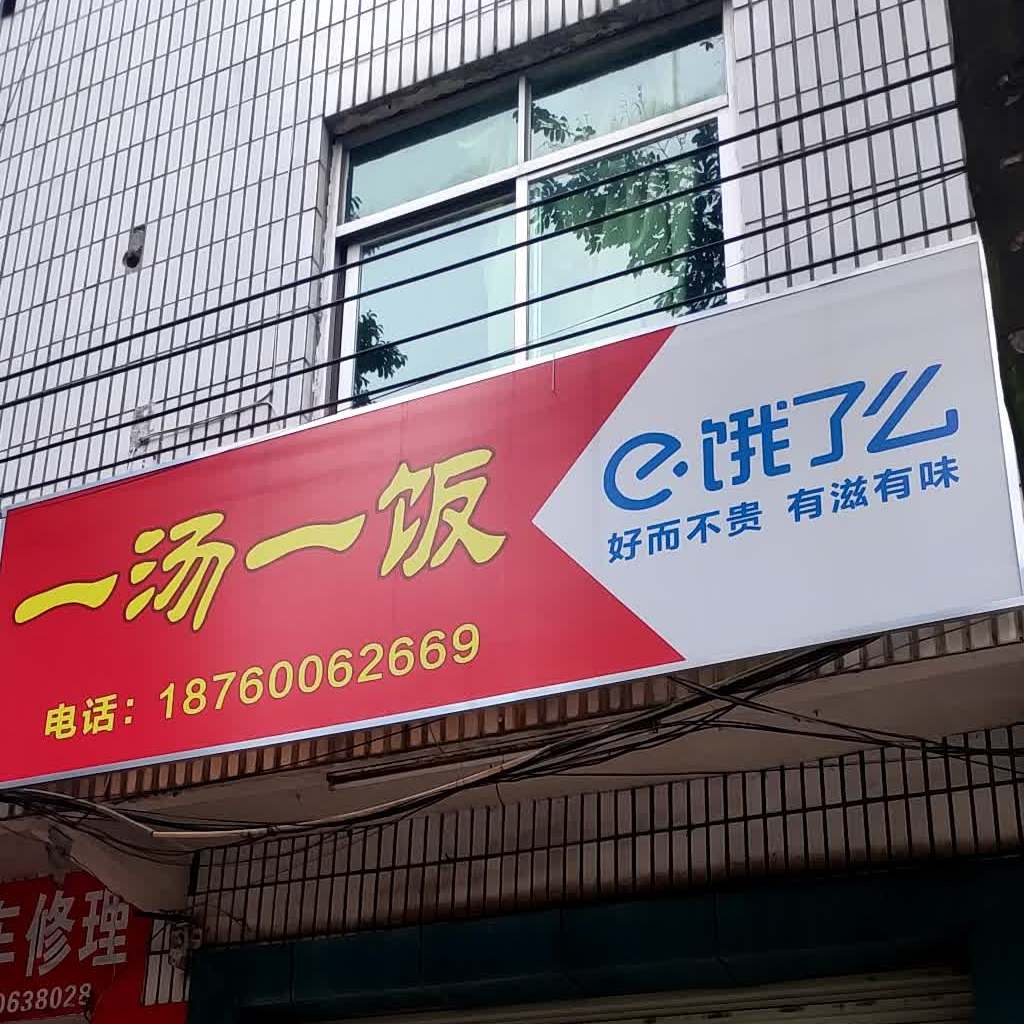 一汤一饭
电话：18760062669
e·饿了么
好而不贵 有滋有味
车修理
0638028